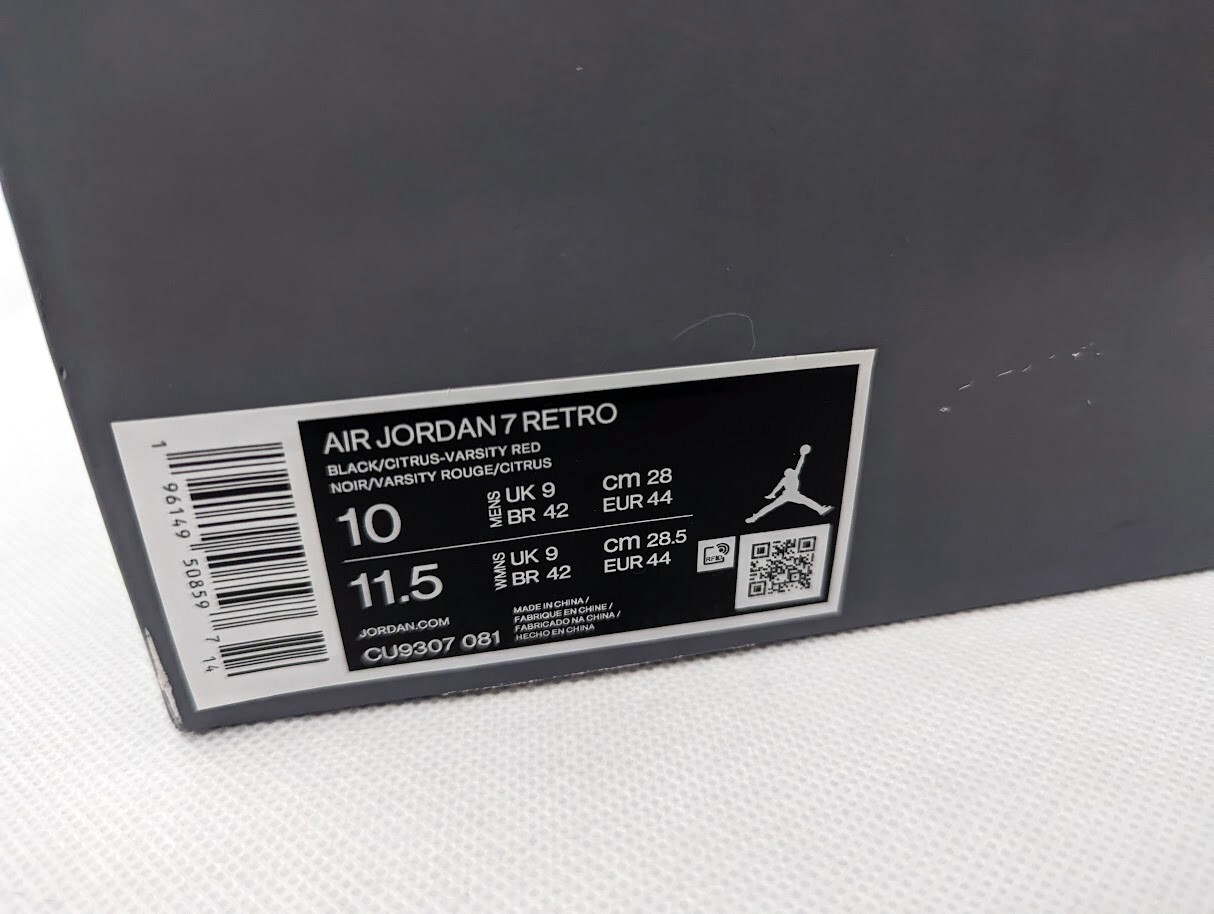 AIR JORDAN 7 RETRO
BLACK/CITRUS-VARSITY RED
NOIR/VARSITY ROUGE/CITRUS
10 MENS UK 9 cm 28
BR 42 EUR 44
11.5 WMNS UK 9 cm 28.5
BR 42 EUR 44
RFID
JORDAN.COM
CU9307 081
MADE IN CHINA /
FABRIQUE EN CHINE /
FABRICADO NA CHINA /
HECHO EN CHINA
1 96149 50859 7 14